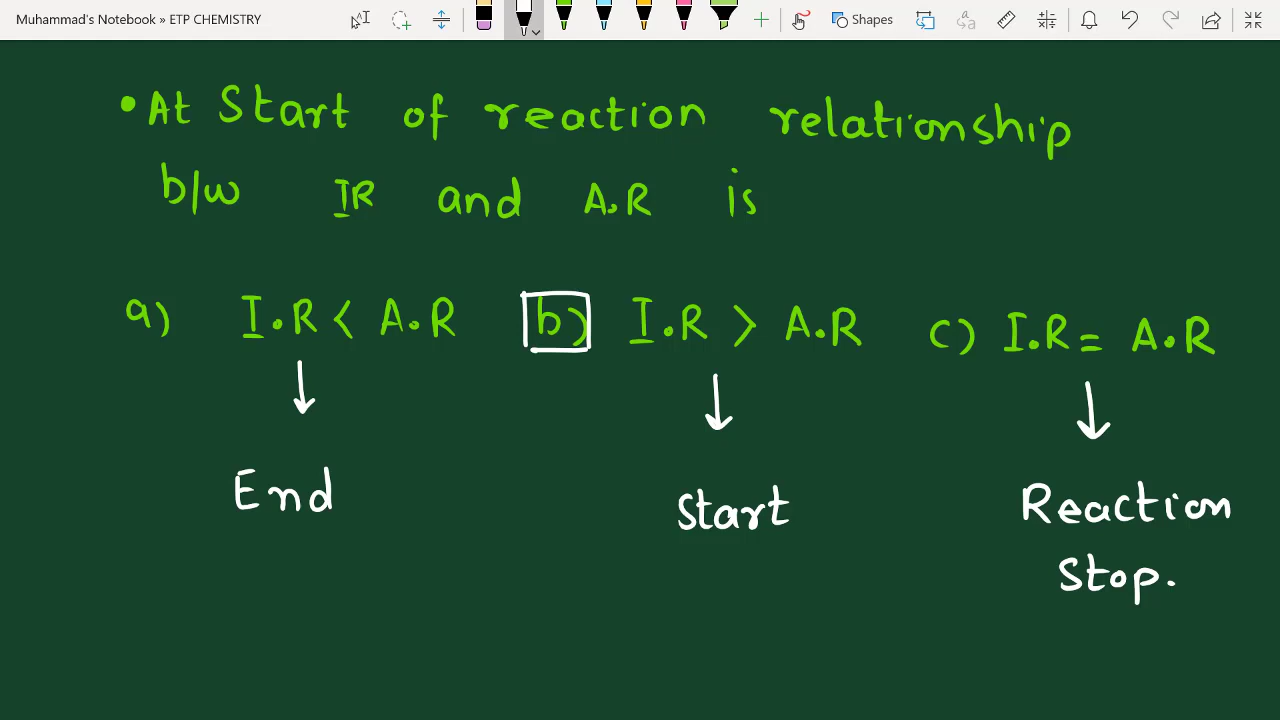 Muhammad's Notebook » ETP CHEMISTRY
Shapes
• At Start of reaction relationship
b/w IR and A.R is
a) I.R < A.R b) I.R > A.R c) I.R = A.R
End Start Reaction
Stop.